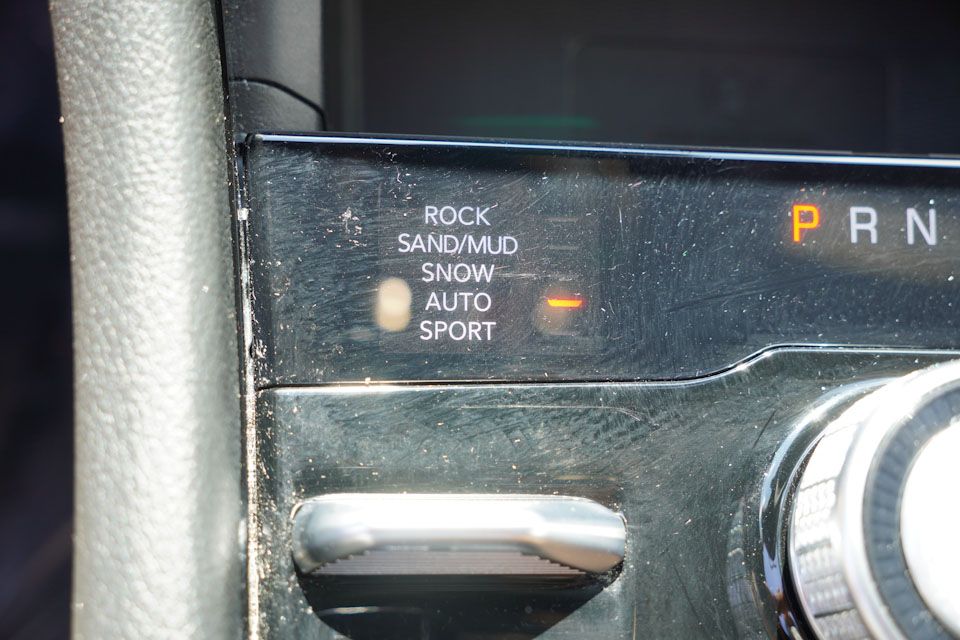 ROCK
SAND/MUD
SNOW
AUTO
SPORT
P R N